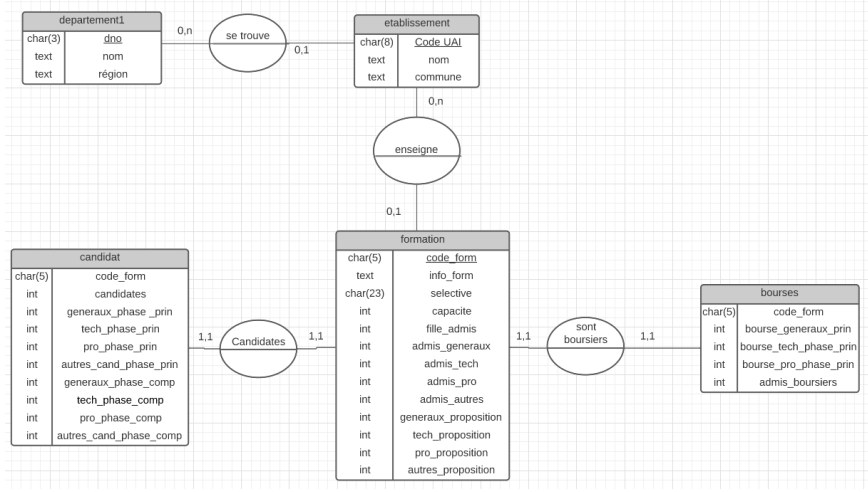 departement1
char(3) dno
text nom
text région
0,n
se trouve
0,1
etablissement
char(8) Code UAI
text nom
text commune
0,n
enseigne
0,1
formation
char(5) code_form
text info_form
char(23) selective
int capacite
int fille_admis
int admis_generaux
int admis_tech
int admis_pro
int admis_autres
int generaux_proposition
int tech_proposition
int pro_proposition
int autres_proposition
candidat
char(5) code_form
int candidates
int generaux_phase _prin
int tech_phase_prin
int pro_phase_prin
int autres_cand_phase_prin
int generaux_phase_comp
int tech_phase_comp
int pro_phase_comp
int autres_cand_phase_comp
1,1
Candidates
1,1
1,1
sont
boursiers
1,1
bourses
char(5) code_form
int bourse_generaux_prin
int bourse_tech_phase_prin
int bourse_pro_phase_prin
int admis_boursiers